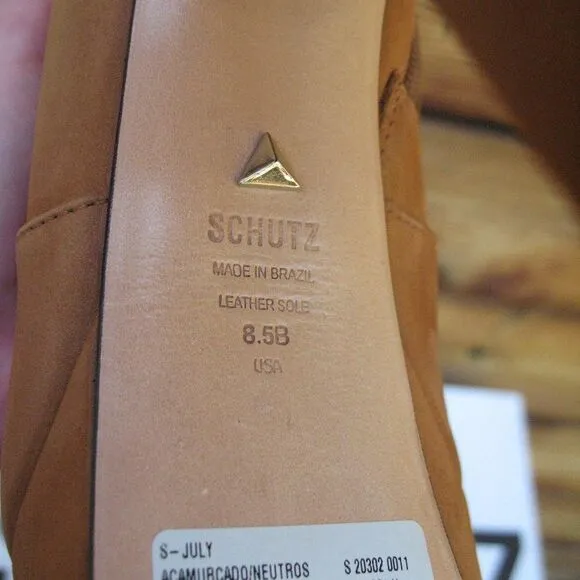 SCHUTZ
MADE IN BRAZIL
LEATHER SOLE
8.5B
USA
S-JULY
ACAMURCADO/NEUTROS S 20302 0011